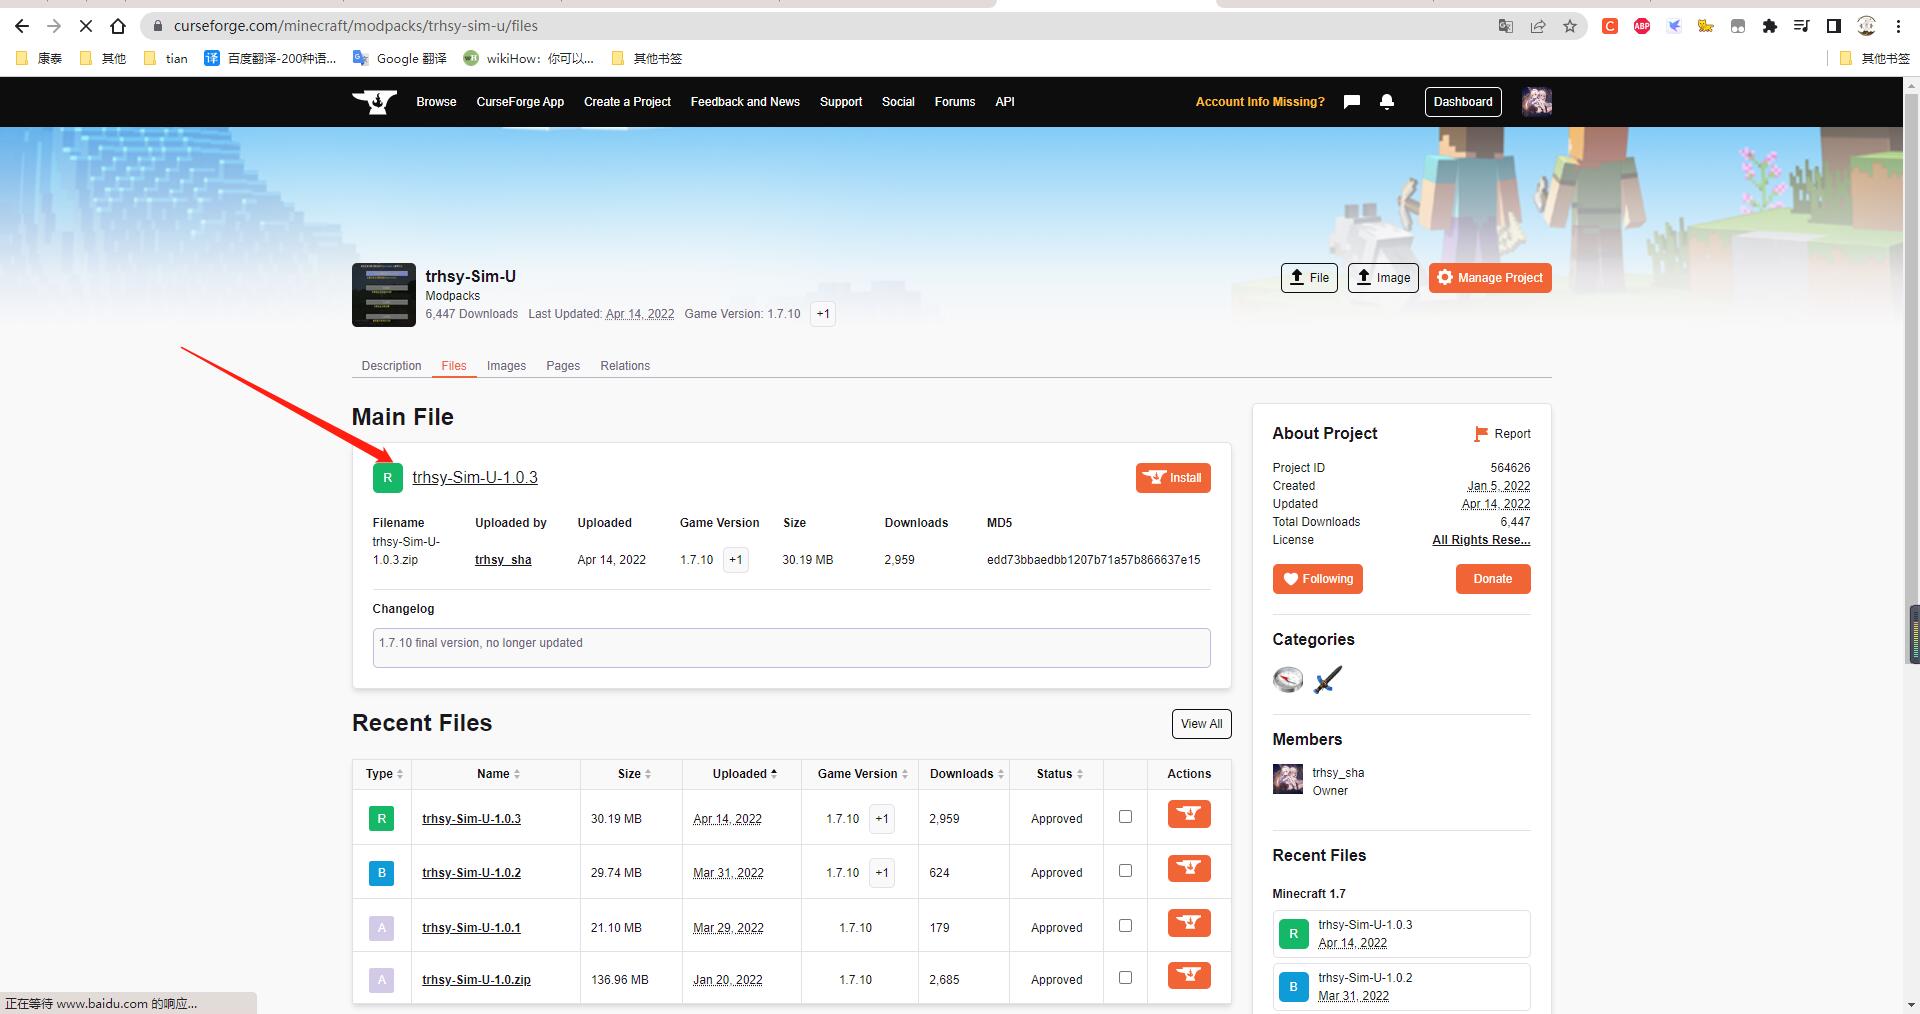 curseforge.com/minecraft/modpacks/trhsy-sim-u/files
C ABP
康泰 其他 tian 译 百度翻译-200种语... Google 翻译 wikiHow：你可以... 其他书签 其他书签
Browse CurseForge App Create a Project Feedback and News Support Social Forums API Account Info Missing? Dashboard
trhsy-Sim-U
Modpacks
6,447 Downloads Last Updated: Apr 14, 2022 Game Version: 1.7.10 +1
File Image Manage Project
Description Files Images Pages Relations
Main File
R trhsy-Sim-U-1.0.3 Install
Filename Uploaded by Uploaded Game Version Size Downloads MD5
trhsy-Sim-U-
1.0.3.zip trhsy_sha Apr 14, 2022 1.7.10 +1 30.19 MB 2,959 edd73bbaedbb1207b71a57b866637e15
Changelog
1.7.10 final version, no longer updated
Recent Files View All
Type Name Size Uploaded Game Version Downloads Status Actions
R trhsy-Sim-U-1.0.3 30.19 MB Apr 14, 2022 1.7.10 +1 2,959 Approved
B trhsy-Sim-U-1.0.2 29.74 MB Mar 31, 2022 1.7.10 +1 624 Approved
A trhsy-Sim-U-1.0.1 21.10 MB Mar 29, 2022 1.7.10 179 Approved
A trhsy-Sim-U-1.0.zip 136.96 MB Jan 20, 2022 1.7.10 2,685 Approved
About Project Report
Project ID 564626
Created Jan 5, 2022
Updated Apr 14, 2022
Total Downloads 6,447
License All Rights Rese...
Following Donate
Categories
Members
trhsy_sha
Owner
Recent Files
Minecraft 1.7
R trhsy-Sim-U-1.0.3
Apr 14, 2022
B trhsy-Sim-U-1.0.2
Mar 31, 2022
正在等待 www.baidu.com 的响应...